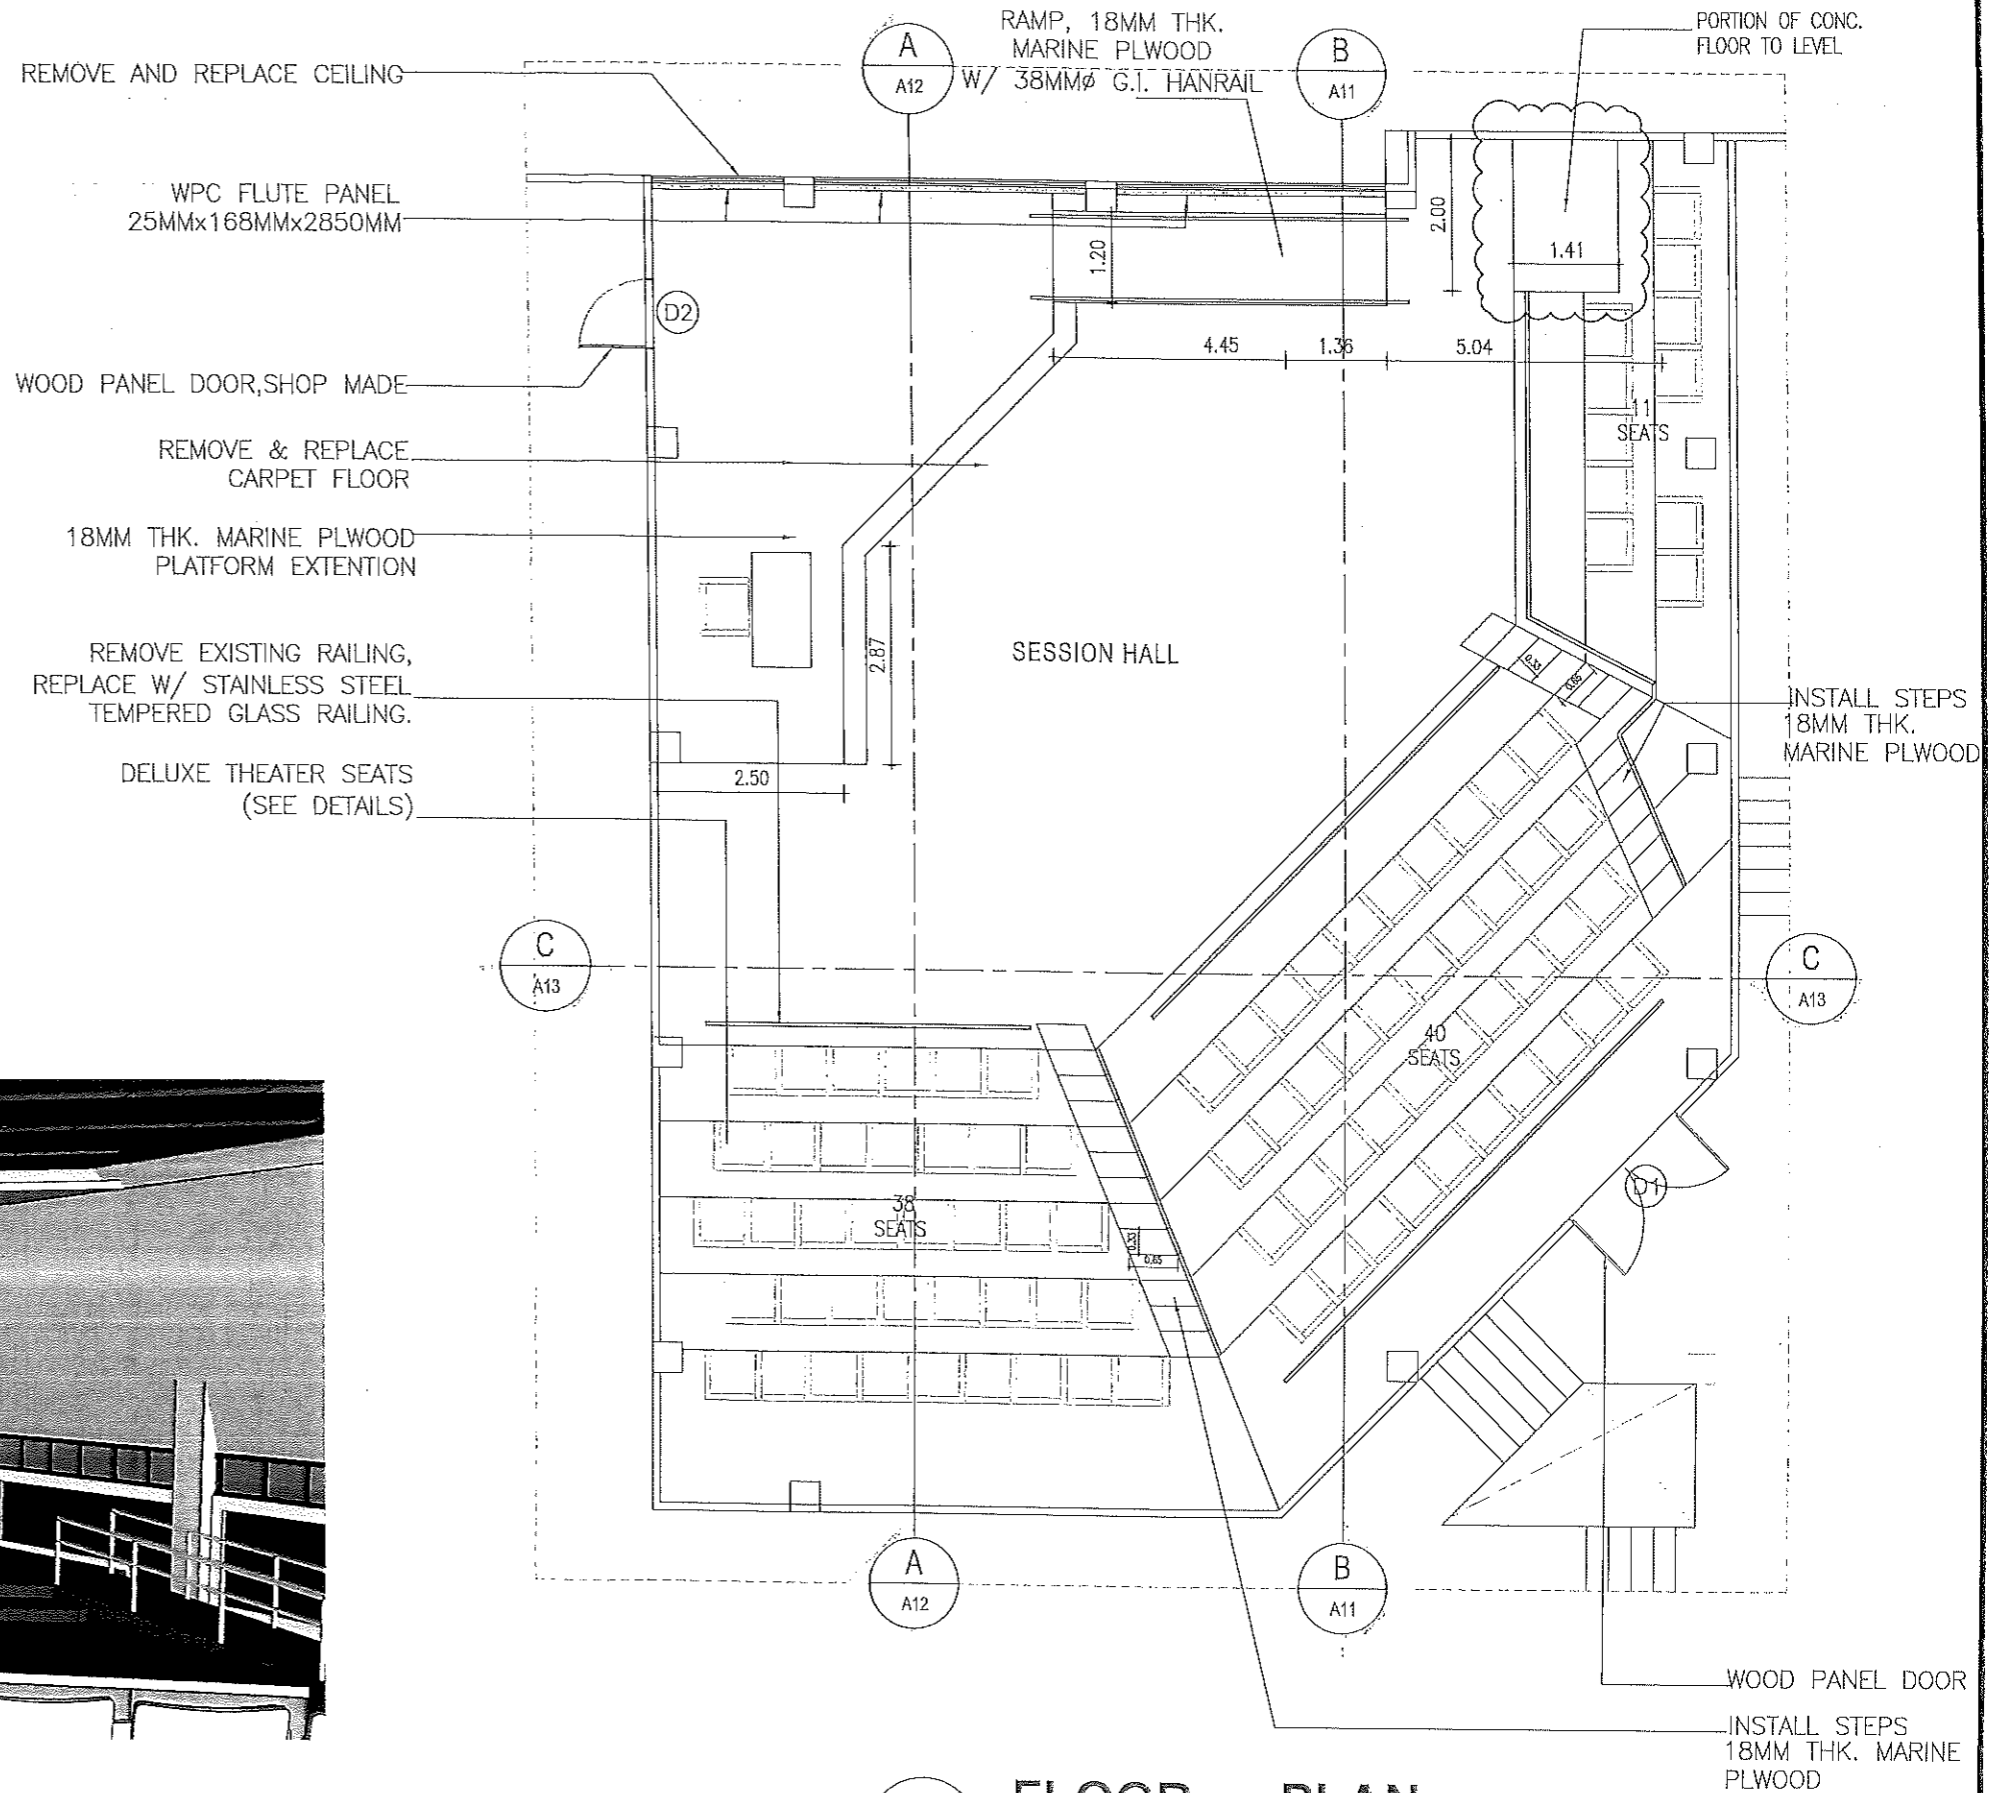 REMOVE AND REPLACE CEILING
A
A12
RAMP, 18MM THK.
MARINE PLWOOD
W/ 38MMØ G.I. HANRAIL
B
A11
PORTION OF CONC.
FLOOR TO LEVEL
WPC FLUTE PANEL
25MMx168MMx2850MM
1.20
2.00
1.41
D2
4.45
1.36
5.04
WOOD PANEL DOOR,SHOP MADE
11
SEATS
REMOVE & REPLACE
CARPET FLOOR
18MM THK. MARINE PLWOOD
PLATFORM EXTENTION
2.87
SESSION HALL
REMOVE EXISTING RAILING,
REPLACE W/ STAINLESS STEEL
TEMPERED GLASS RAILING.
INSTALL STEPS
18MM THK.
MARINE PLWOOD
DELUXE THEATER SEATS
(SEE DETAILS)
2.50
C
A13
C
A13
40
SEATS
D1
38
SEATS
0.65
A
A12
B
A11
WOOD PANEL DOOR
INSTALL STEPS
18MM THK. MARINE
PLWOOD
FLOOR PLAN